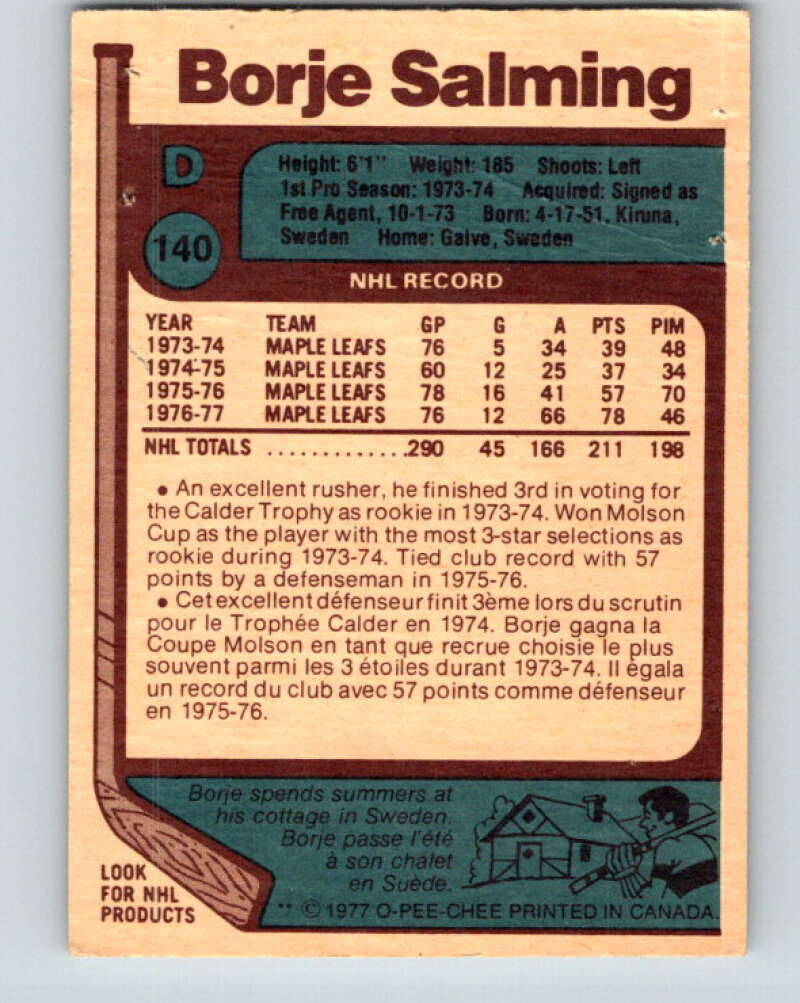 Borje Salming
D
140
Height: 6'1" Weight: 185 Shoots: Left
1st Pro Season: 1973-74 Acquired: Signed as
Free Agent, 10-1-73 Born: 4-17-51, Kiruna,
Sweden Home: Galve, Sweden
NHL RECORD
YEAR TEAM GP G A PTS PIM
1973-74 MAPLE LEAFS 76 5 34 39 48
1974-75 MAPLE LEAFS 60 12 25 37 34
1975-76 MAPLE LEAFS 78 16 41 57 70
1976-77 MAPLE LEAFS 76 12 66 78 46
NHL TOTALS .............290 45 166 211 198
• An excellent rusher, he finished 3rd in voting for
the Calder Trophy as rookie in 1973-74. Won Molson
Cup as the player with the most 3-star selections as
rookie during 1973-74. Tied club record with 57
points by a defenseman in 1975-76.
• Cet excellent défenseur finit 3ème lors du scrutin
pour le Trophée Calder en 1974. Borje gagna la
Coupe Molson en tant que recrue choisie le plus
souvent parmi les 3 étoiles durant 1973-74. Il égala
un record du club avec 57 points comme défenseur
en 1975-76.
Borje spends summers at
his cottage in Sweden.
Borje passe l'été
à son chalet
en Suède.
LOOK
FOR NHL
PRODUCTS
** © 1977 O-PEE-CHEE PRINTED IN CANADA.